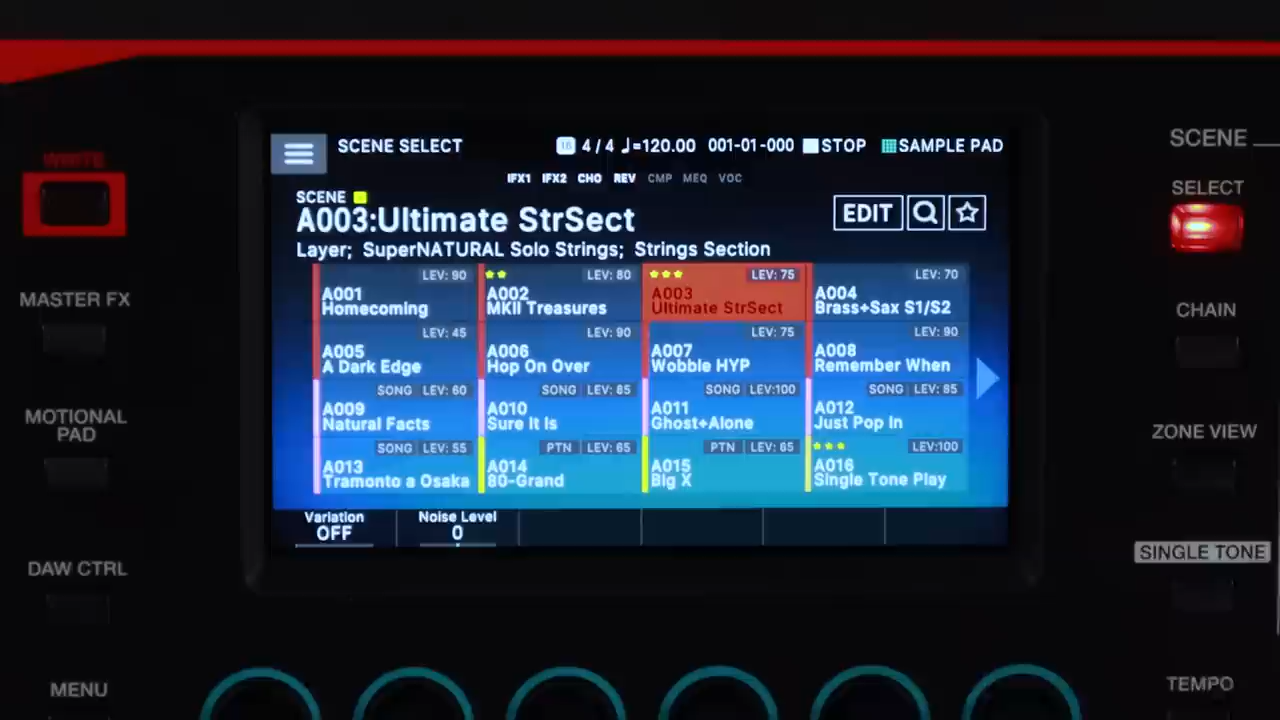 WRITE
MASTER FX
MOTIONAL
PAD
DAW CTRL
MENU
SCENE SELECT
16 4/4 ♩=120.00 001-01-000 STOP SAMPLE PAD
IFX1 IFX2 CHO REV CMP MEQ VOC
SCENE
A003:Ultimate StrSect
EDIT
Layer; SuperNATURAL Solo Strings; Strings Section
LEV: 90
A001
Homecoming
LEV: 80
A002
MKII Treasures
LEV: 75
A003
Ultimate StrSect
LEV: 70
A004
Brass+Sax S1/S2
LEV: 45
A005
A Dark Edge
LEV: 90
A006
Hop On Over
LEV: 75
A007
Wobble HYP
LEV: 90
A008
Remember When
SONG LEV: 60
A009
Natural Facts
SONG LEV: 85
A010
Sure It Is
SONG LEV:100
A011
Ghost+Alone
SONG LEV: 85
A012
Just Pop In
SONG LEV: 55
A013
Tramonto a Osaka
PTN LEV: 65
A014
80-Grand
PTN LEV: 65
A015
Big X
LEV:100
A016
Single Tone Play
Variation
OFF
Noise Level
0
SCENE
SELECT
CHAIN
ZONE VIEW
SINGLE TONE
TEMPO